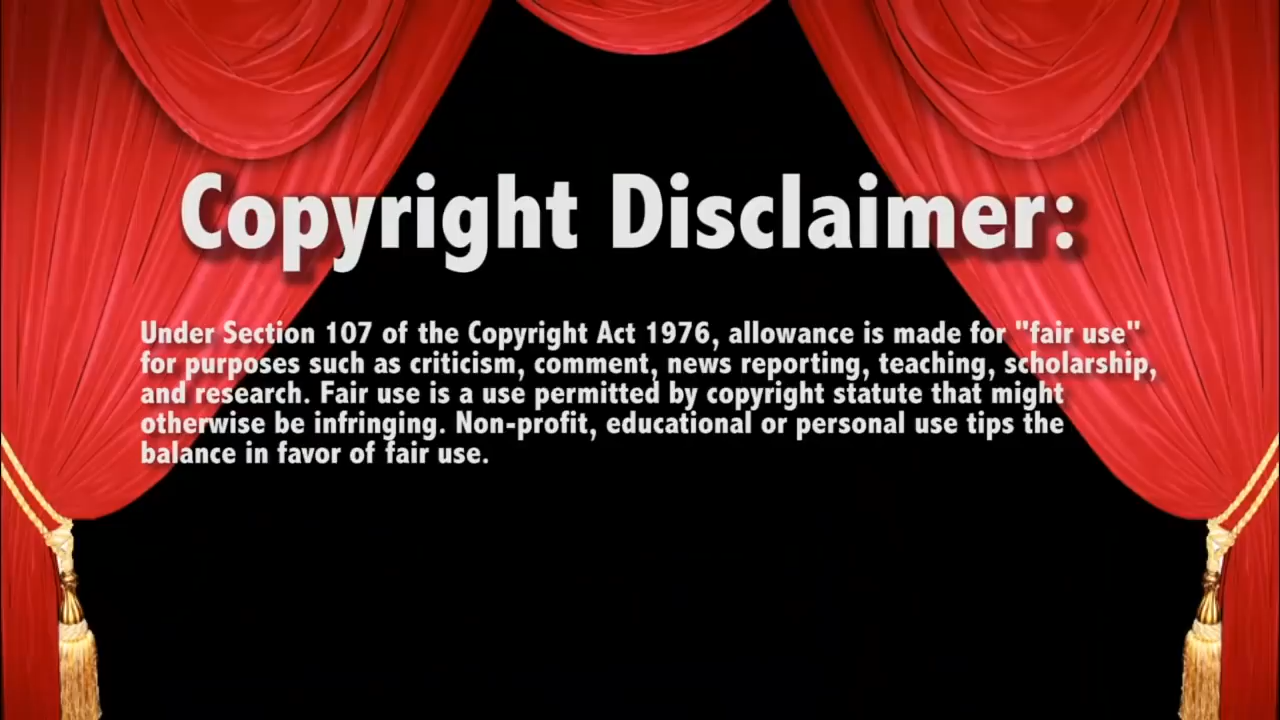 Copyright Disclaimer:
Under Section 107 of the Copyright Act 1976, allowance is made for "fair use"
for purposes such as criticism, comment, news reporting, teaching, scholarship,
and research. Fair use is a use permitted by copyright statute that might
otherwise be infringing. Non-profit, educational or personal use tips the
balance in favor of fair use.